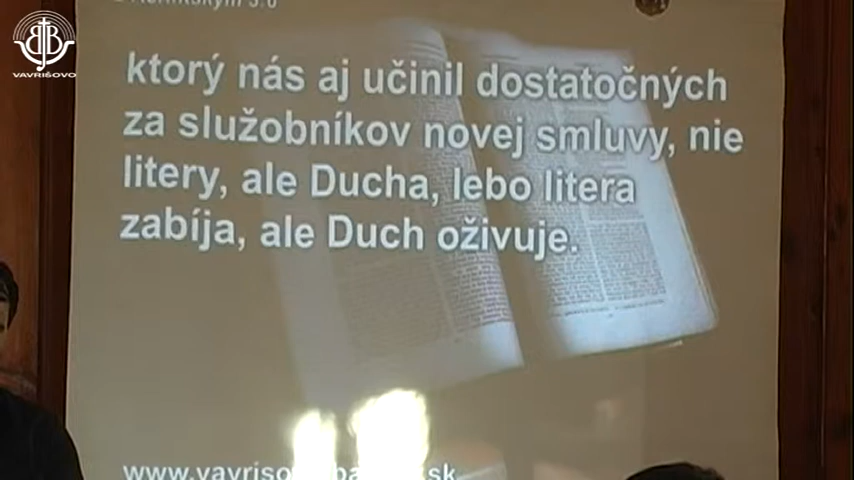 VAVRIŠOVO
ktorý nás aj učinil dostatočných
za služobníkov novej smluvy, nie
litery, ale Ducha, lebo litera
zabíja, ale Duch oživuje.